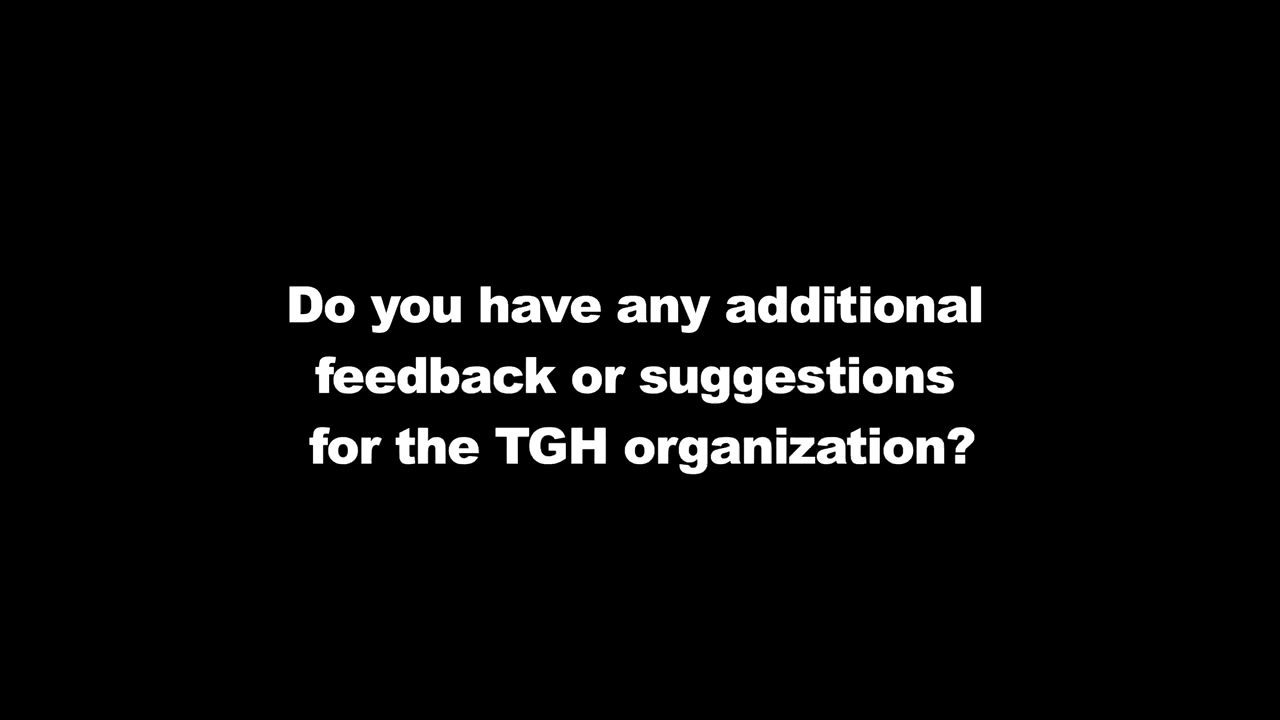 Do you have any additional
feedback or suggestions
for the TGH organization?